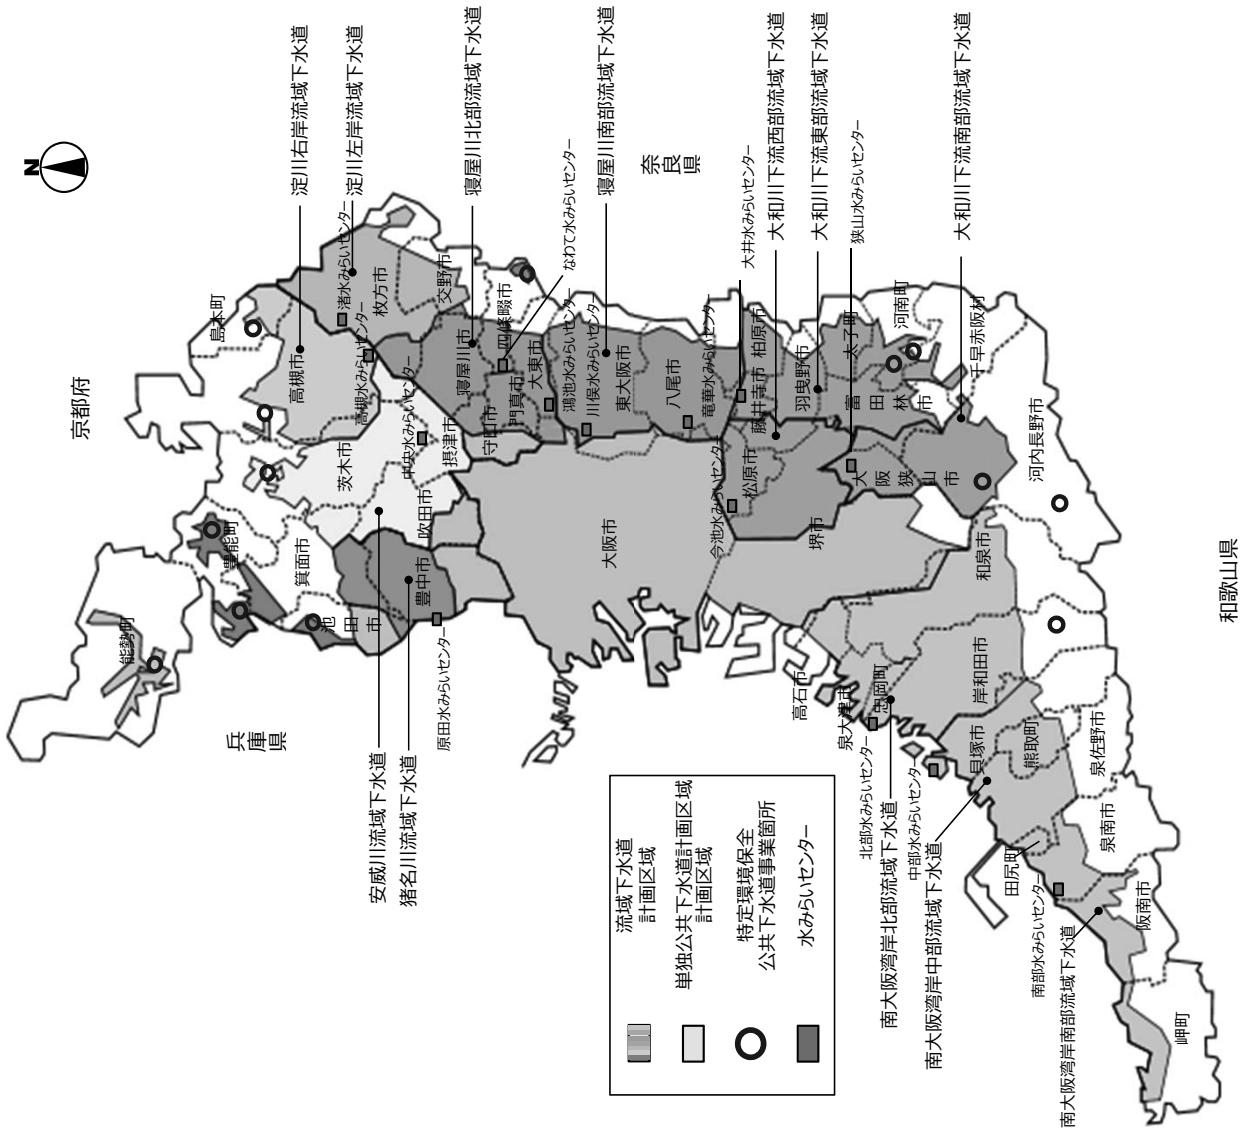 N
京都府
兵庫県
奈良県
和歌山県
淀川右岸流域下水道
淀川左岸流域下水道
寝屋川北部流域下水道
なわて水みらいセンター
寝屋川南部流域下水道
大井水みらいセンター
大和川下流西部流域下水道
大和川下流東部流域下水道
狭山水みらいセンター
大和川下流南部流域下水道
渚水みらいセンター
高槻水みらいセンター
中央水みらいセンター
鴻池水みらいセンター
川俣水みらいセンター
竜華水みらいセンター
今池水みらいセンター
原田水みらいセンター
安威川流域下水道
猪名川流域下水道
北部水みらいセンター
南大阪湾岸北部流域下水道
中部水みらいセンター
南大阪湾岸中部流域下水道
南部水みらいセンター
南大阪湾岸南部流域下水道
能勢町
豊能町
箕面市
池田市
豊中市
吹田市
茨木市
摂津市
高槻市
島本町
枚方市
交野市
寝屋川市
四條畷市
守口市
門真市
大東市
東大阪市
八尾市
大阪市
柏原市
藤井寺市
羽曳野市
松原市
堺市
太子町
河南町
富田林市
千早赤阪村
大阪狭山市
河内長野市
和泉市
高石市
泉大津市
忠岡町
岸和田市
貝塚市
熊取町
泉佐野市
田尻町
泉南市
阪南市
岬町
流域下水道
計画区域
単独公共下水道計画区域
計画区域
特定環境保全
公共下水道事業箇所
水みらいセンター